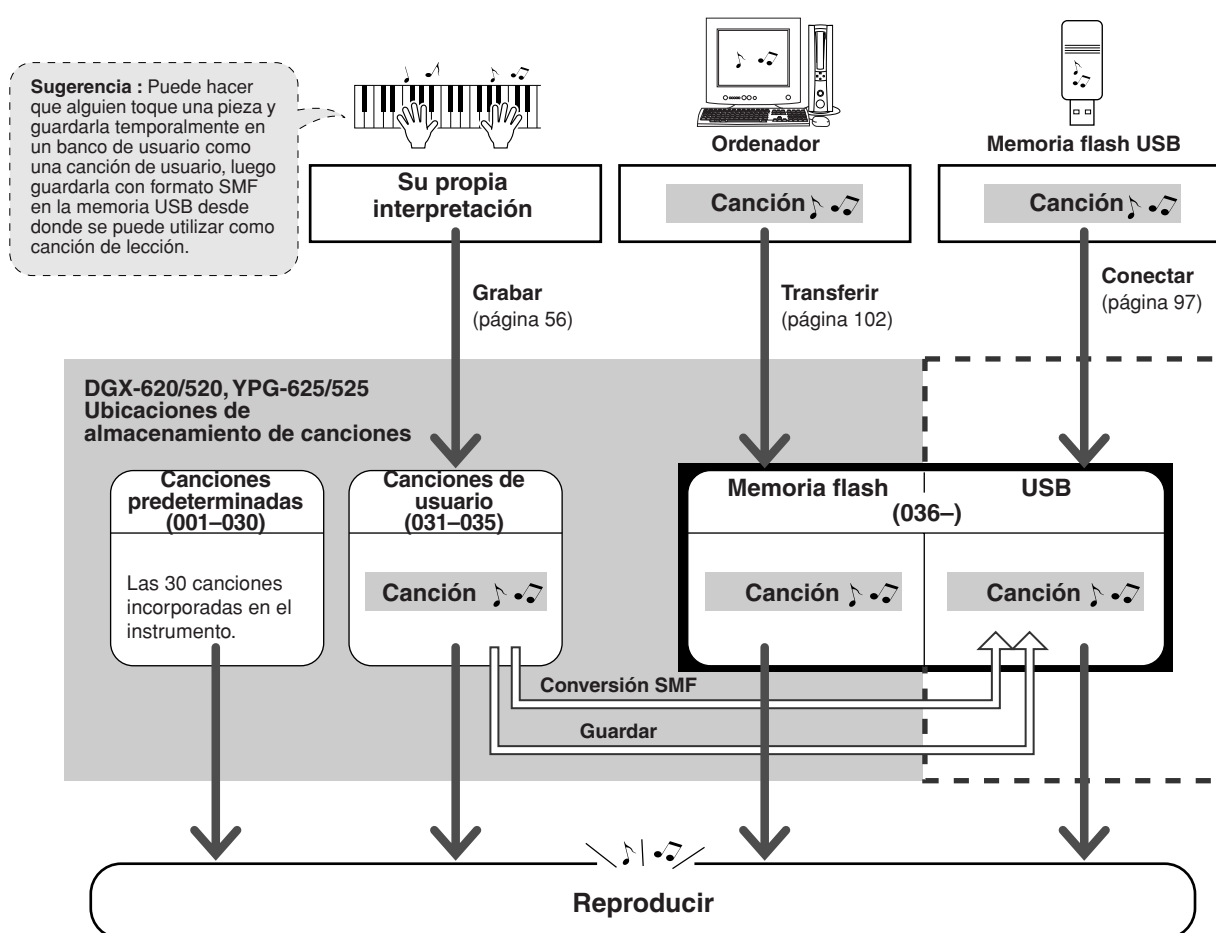 Sugerencia : Puede hacer
que alguien toque una pieza y
guardarla temporalmente en
un banco de usuario como
una canción de usuario, luego
guardarla con formato SMF
en la memoria USB desde
donde se puede utilizar como
canción de lección.
Ordenador
Memoria flash USB
Su propia
interpretación
Canción
Canción
Grabar
(página 56)
Transferir
(página 102)
Conectar
(página 97)
DGX-620/520, YPG-625/525
Ubicaciones de
almacenamiento de canciones
Canciones
predeterminadas
(001–030)
Las 30 canciones
incorporadas en el
instrumento.
Canciones de
usuario
(031–035)
Canción
Memoria flash
USB
(036–)
Canción
Canción
Conversión SMF
Guardar
Reproducir